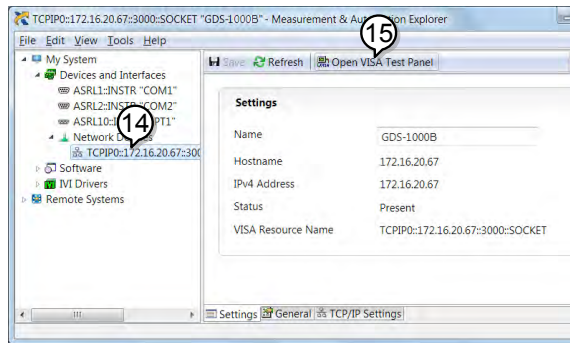 TCPIP0::172.16.20.67::3000::SOCKET "GDS-1000B" - Measurement & Automation Explorer
File Edit View Tools Help
15
My System
Save Refresh Open VISA Test Panel
Devices and Interfaces
ASRL1::INSTR "COM1"
ASRL2::INSTR "COM2"
Settings
ASRL10:: PT1"
14
Network D
Name GDS-1000B
TCPIP0::172.16.20.67::300
Hostname 172.16.20.67
Software
IVI Drivers
IPv4 Address 172.16.20.67
Remote Systems
Status Present
VISA Resource Name TCPIP0::172.16.20.67::3000::SOCKET
Settings General TCP/IP Settings